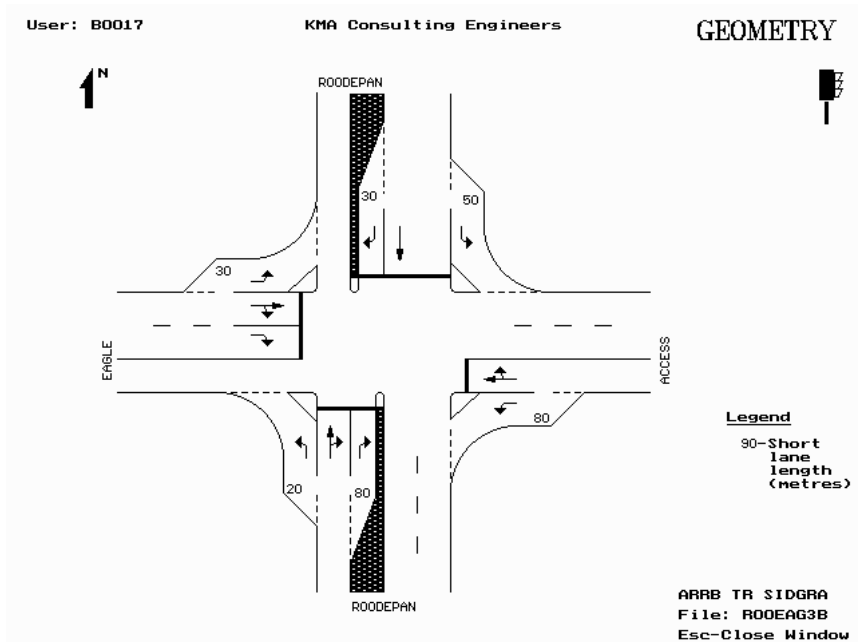 User: B0017
KMA Consulting Engineers
GEOMETRY
N
ROODEPAN
30
50
30
EAGLE
ACCESS
80
20
80
Legend
90-Short
lane
length
(metres)
ROODEPAN
ARRB TR SIDGRA
File: ROOEAG3B
Esc-Close Window